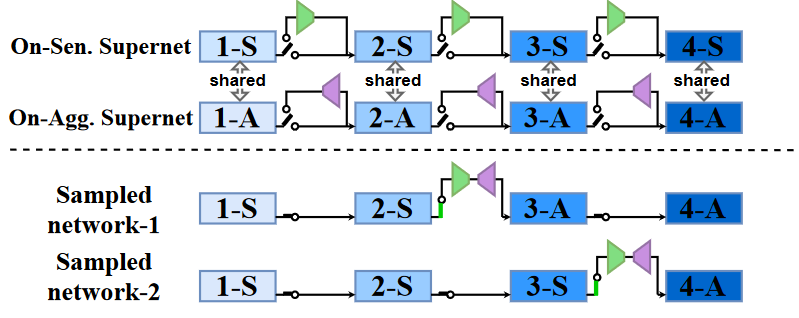 On-Sen. Supernet 1-S 2-S 3-S 4-S
shared shared shared shared
On-Agg. Supernet 1-A 2-A 3-A 4-A
Sampled
network-1
1-S 2-S 3-A 4-A
Sampled
network-2
1-S 2-S 3-S 4-A